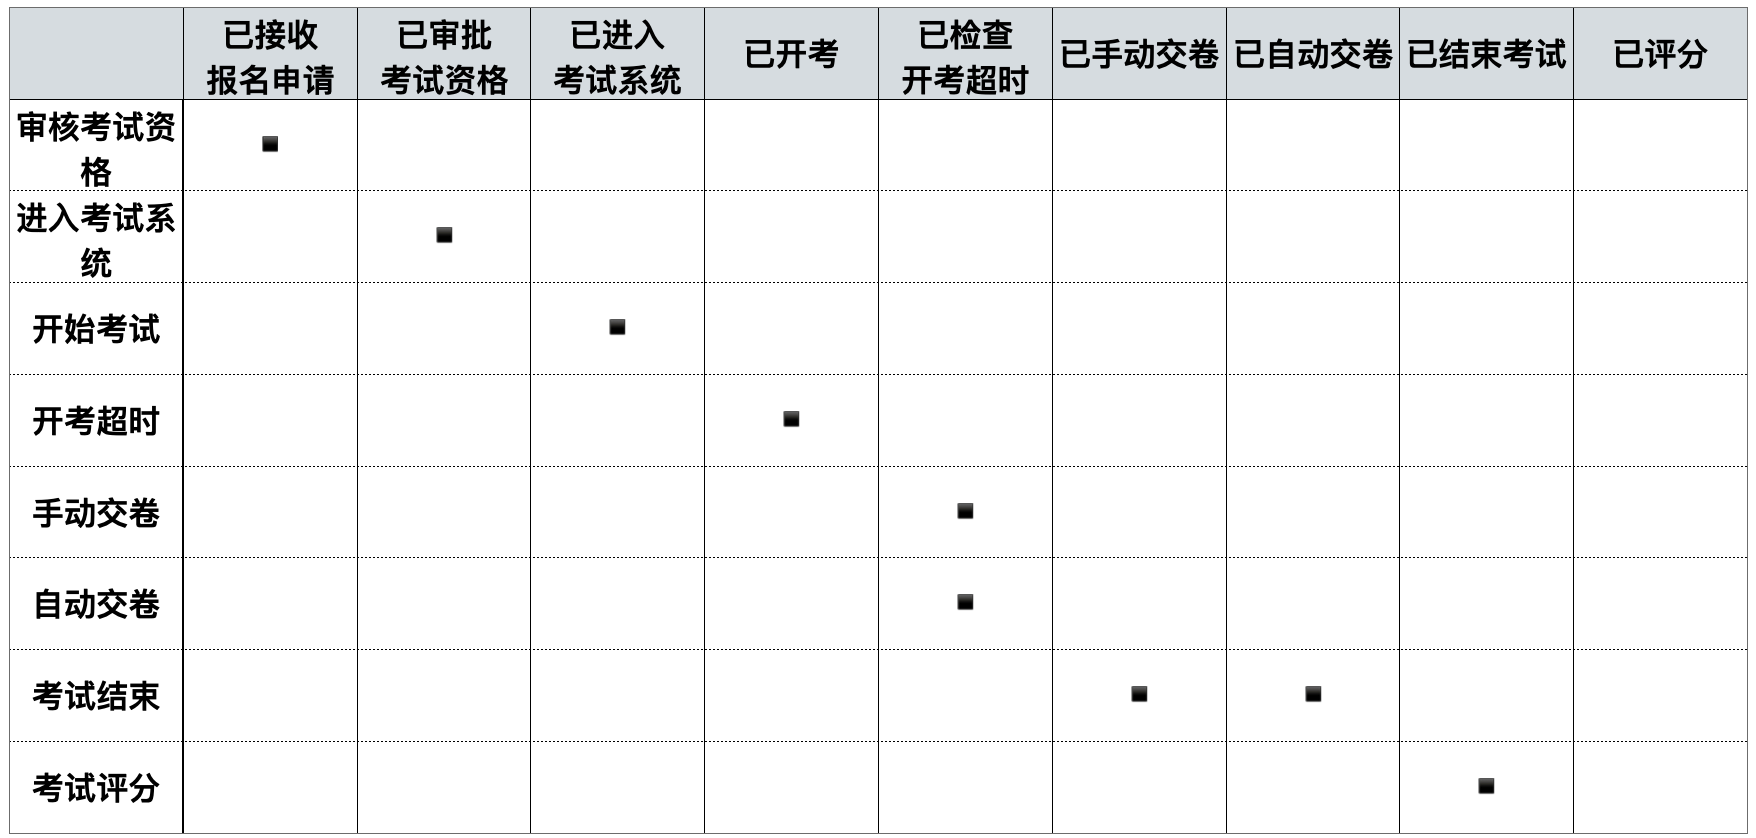 已接收
报名申请
已审批
考试资格
已进入
考试系统
已开考
已检查
开考超时
已手动交卷
已自动交卷
已结束考试
已评分
审核考试资
格
进入考试系
统
开始考试
开考超时
手动交卷
自动交卷
考试结束
考试评分